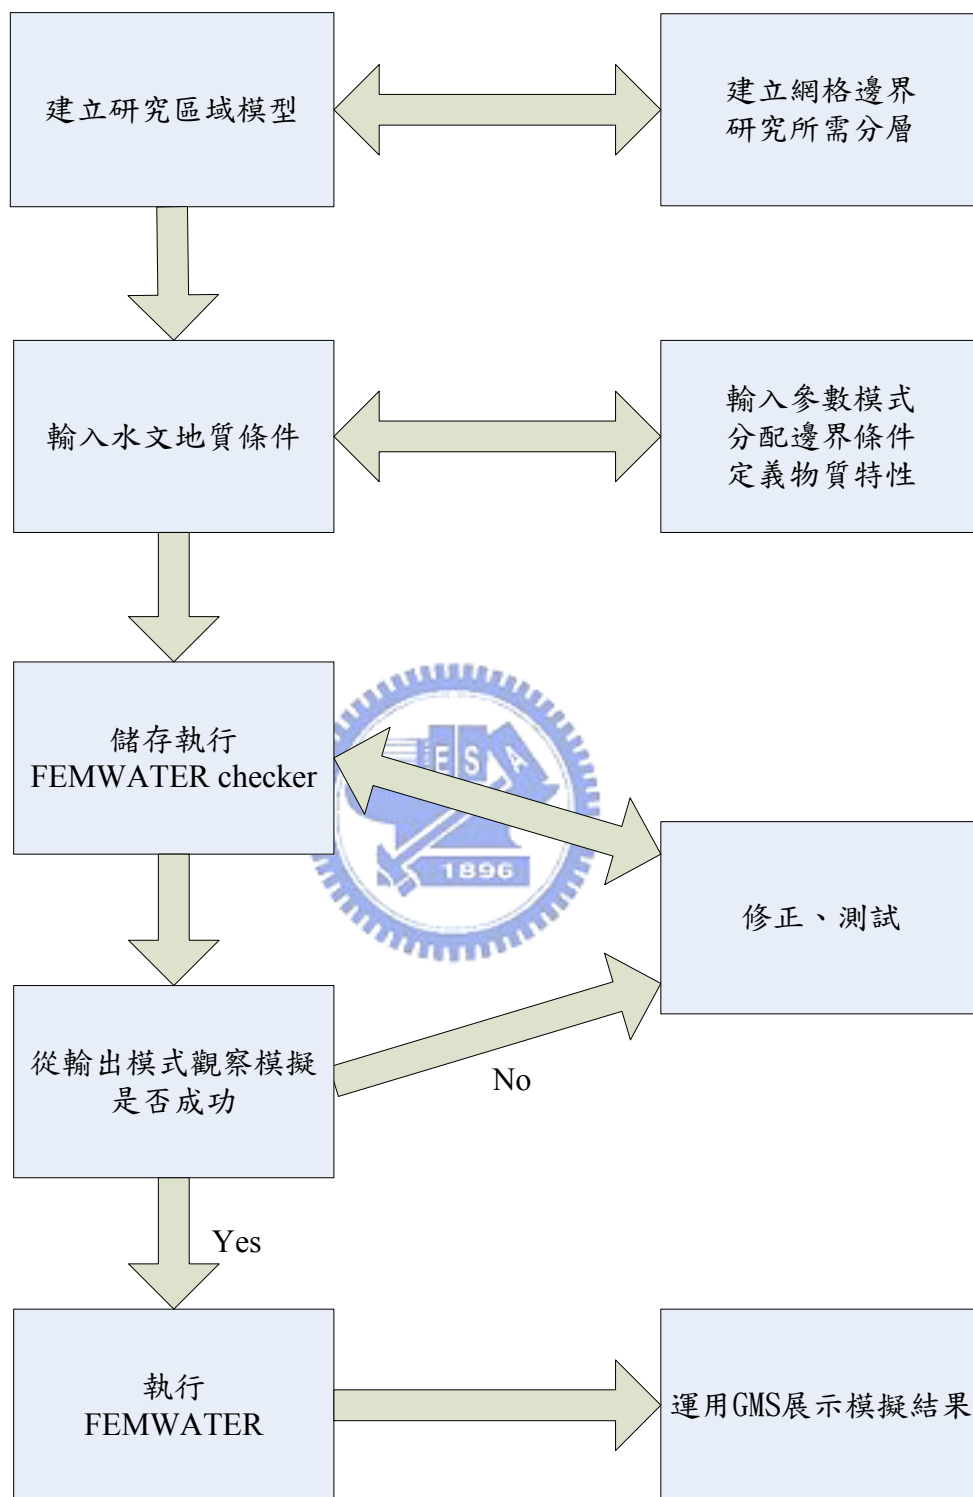 建立研究區域模型
建立網格邊界
研究所需分層
輸入水文地質條件
輸入參數模式
分配邊界條件
定義物質特性
儲存執行
FEMWATER checker
E S A
1896
修正、測試
從輸出模式觀察模擬
是否成功
No
Yes
執行
FEMWATER
運用GMS展示模擬結果